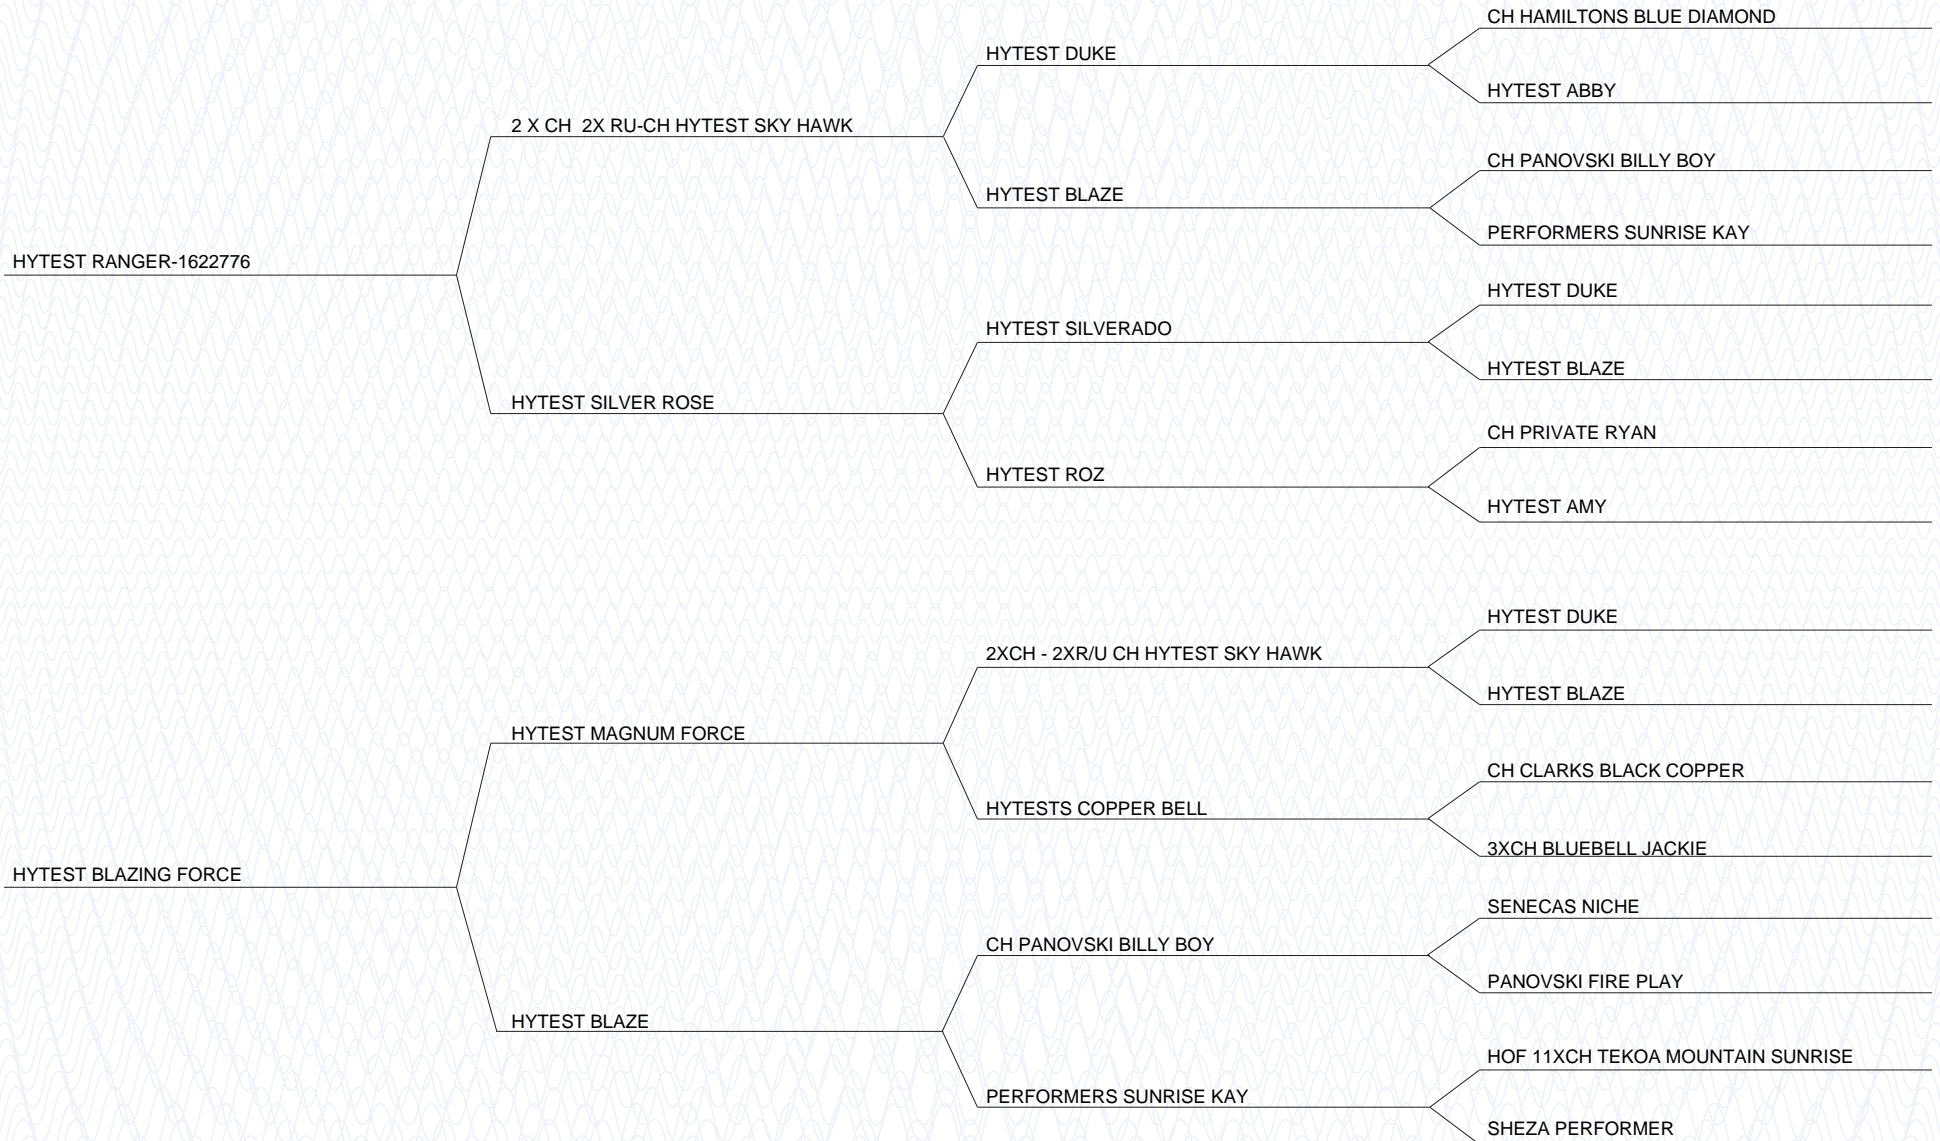 CH HAMILTONS BLUE DIAMOND
HYTEST DUKE
HYTEST ABBY
2 X CH  2X RU-CH HYTEST SKY HAWK
CH PANOVSKI BILLY BOY
HYTEST BLAZE
PERFORMERS SUNRISE KAY
HYTEST RANGER-1622776
HYTEST DUKE
HYTEST SILVERADO
HYTEST BLAZE
HYTEST SILVER ROSE
CH PRIVATE RYAN
HYTEST ROZ
HYTEST AMY
HYTEST DUKE
2XCH - 2XR/U CH HYTEST SKY HAWK
HYTEST BLAZE
HYTEST MAGNUM FORCE
CH CLARKS BLACK COPPER
HYTESTS COPPER BELL
3XCH BLUEBELL JACKIE
HYTEST BLAZING FORCE
SENECAS NICHE
CH PANOVSKI BILLY BOY
PANOVSKI FIRE PLAY
HYTEST BLAZE
HOF 11XCH TEKOA MOUNTAIN SUNRISE
PERFORMERS SUNRISE KAY
SHEZA PERFORMER